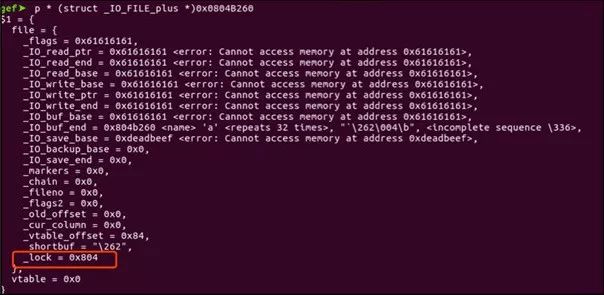 gef➤  p * (struct _IO_FILE_plus *)0x0804B260
$1 = {
  file = {
    _flags = 0x61616161,
    _IO_read_ptr = 0x61616161 <error: Cannot access memory at address 0x61616161>,
    _IO_read_end = 0x61616161 <error: Cannot access memory at address 0x61616161>,
    _IO_read_base = 0x61616161 <error: Cannot access memory at address 0x61616161>,
    _IO_write_base = 0x61616161 <error: Cannot access memory at address 0x61616161>,
    _IO_write_ptr = 0x61616161 <error: Cannot access memory at address 0x61616161>,
    _IO_write_end = 0x61616161 <error: Cannot access memory at address 0x61616161>,
    _IO_buf_base = 0x61616161 <error: Cannot access memory at address 0x61616161>,
    _IO_buf_end = 0x804b260 <name> 'a' <repeats 32 times>, "`\262\004\b", <incomplete sequence \336>,
    _IO_save_base = 0xdeadbeef <error: Cannot access memory at address 0xdeadbeef>,
    _IO_backup_base = 0x0,
    _IO_save_end = 0x0,
    _markers = 0x0,
    _chain = 0x0,
    _fileno = 0x0,
    _flags2 = 0x0,
    _old_offset = 0x0,
    _cur_column = 0x0,
    _vtable_offset = 0x84,
    _shortbuf = "\262",
    _lock = 0x804
  },
  vtable = 0x0
}